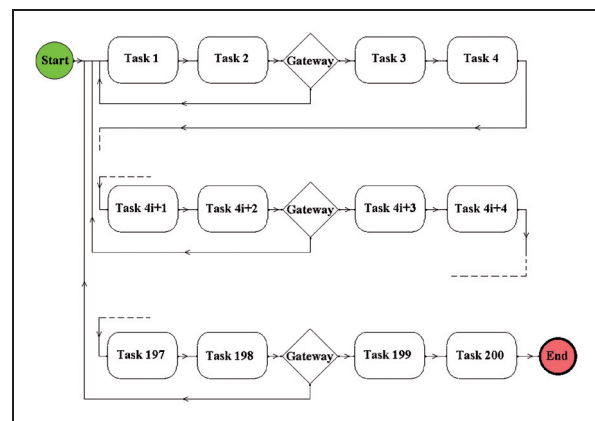 Start Task 1 Task 2 Gateway Task 3 Task 4
Task 4i+1 Task 4i+2 Gateway Task 4i+3 Task 4i+4
Task 197 Task 198 Gateway Task 199 Task 200 End